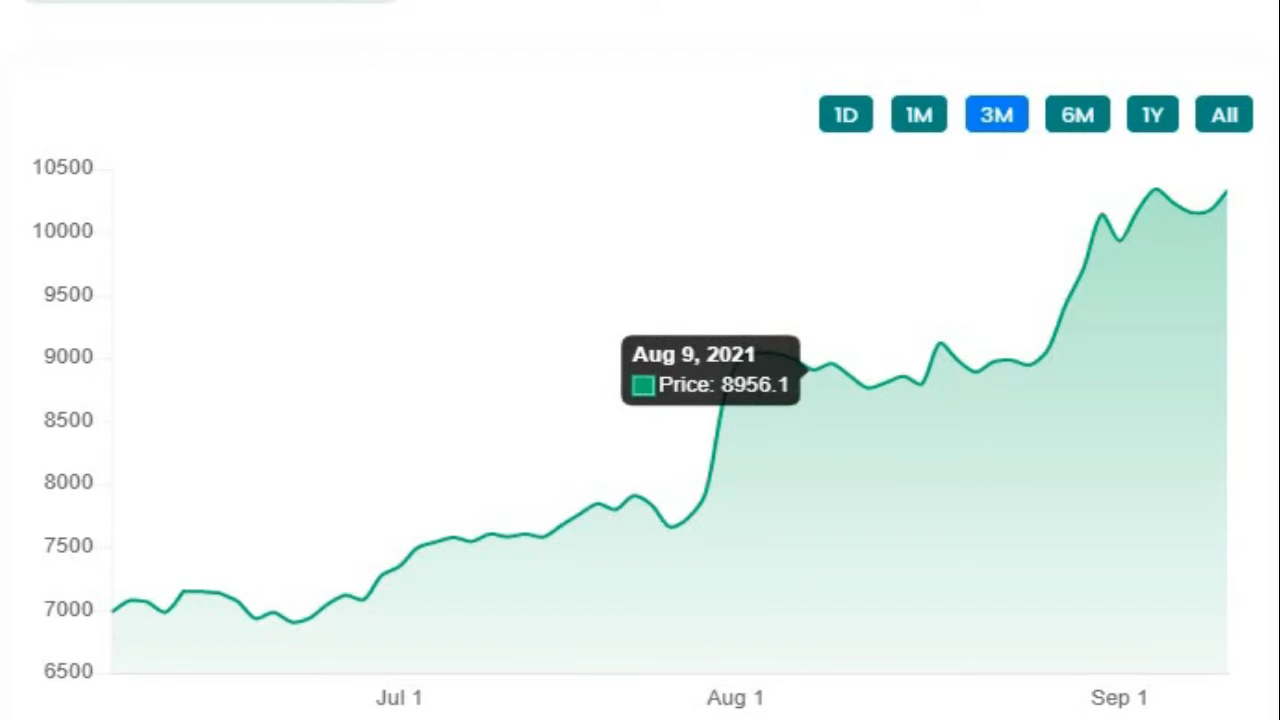 1D 1M 3M 6M 1Y All
10500
10000
9500
9000
8500
8000
7500
7000
6500
Aug 9, 2021
Price: 8956.1
Jul 1 Aug 1 Sep 1